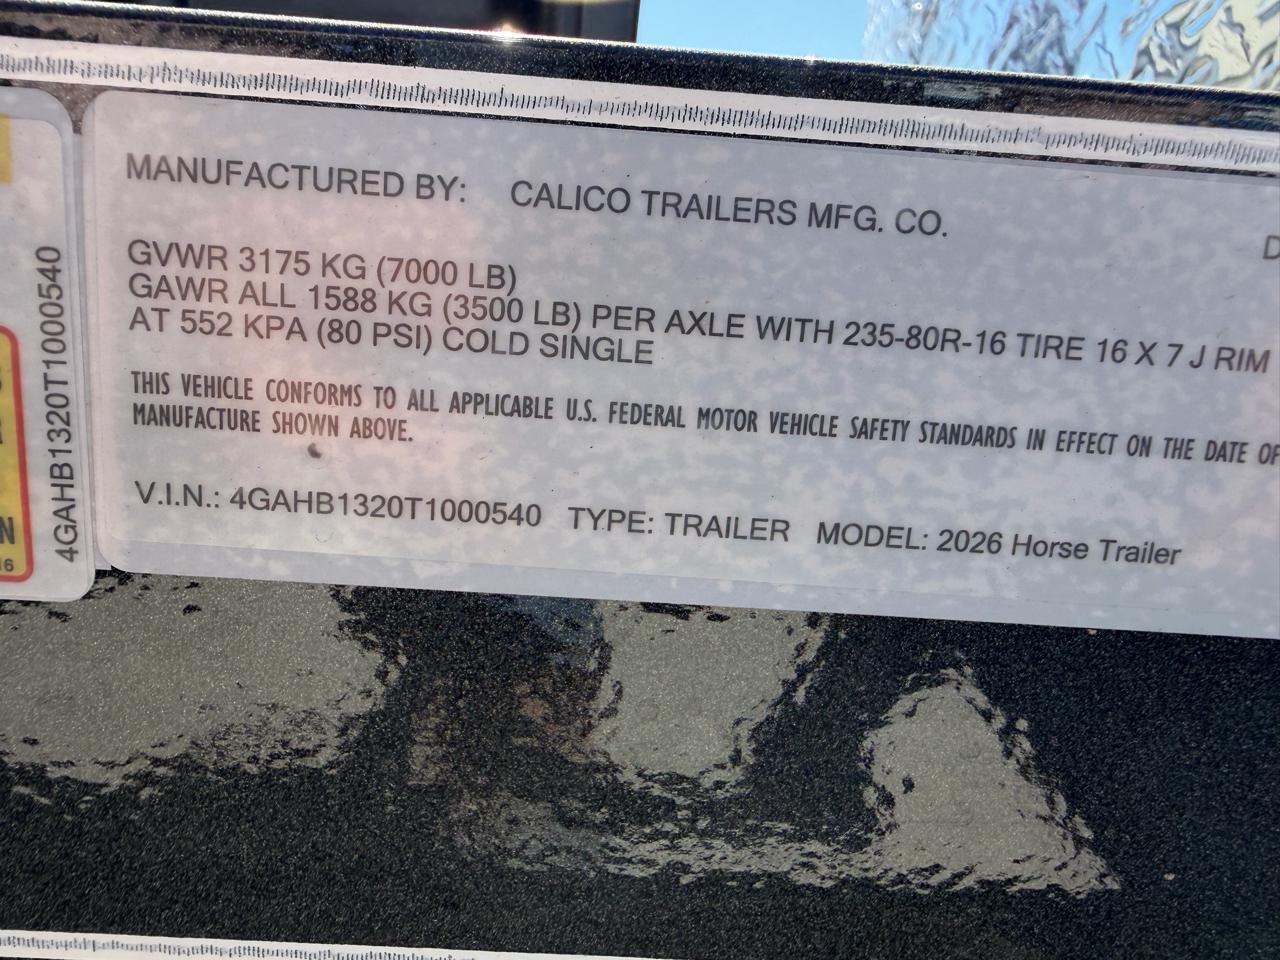 MANUFACTURED BY: CALICO TRAILERS MFG. CO.
D
GVWR 3175 KG (7000 LB)
GAWR ALL 1588 KG (3500 LB) PER AXLE WITH 235-80R-16 TIRE 16 X 7 J RIM
AT 552 KPA (80 PSI) COLD SINGLE
THIS VEHICLE CONFORMS TO ALL APPLICABLE U.S. FEDERAL MOTOR VEHICLE SAFETY STANDARDS IN EFFECT ON THE DATE OF
MANUFACTURE SHOWN ABOVE.
V.I.N.: 4GAHB1320T1000540 TYPE: TRAILER MODEL: 2026 Horse Trailer
4GAHB1320T1000540
N
16